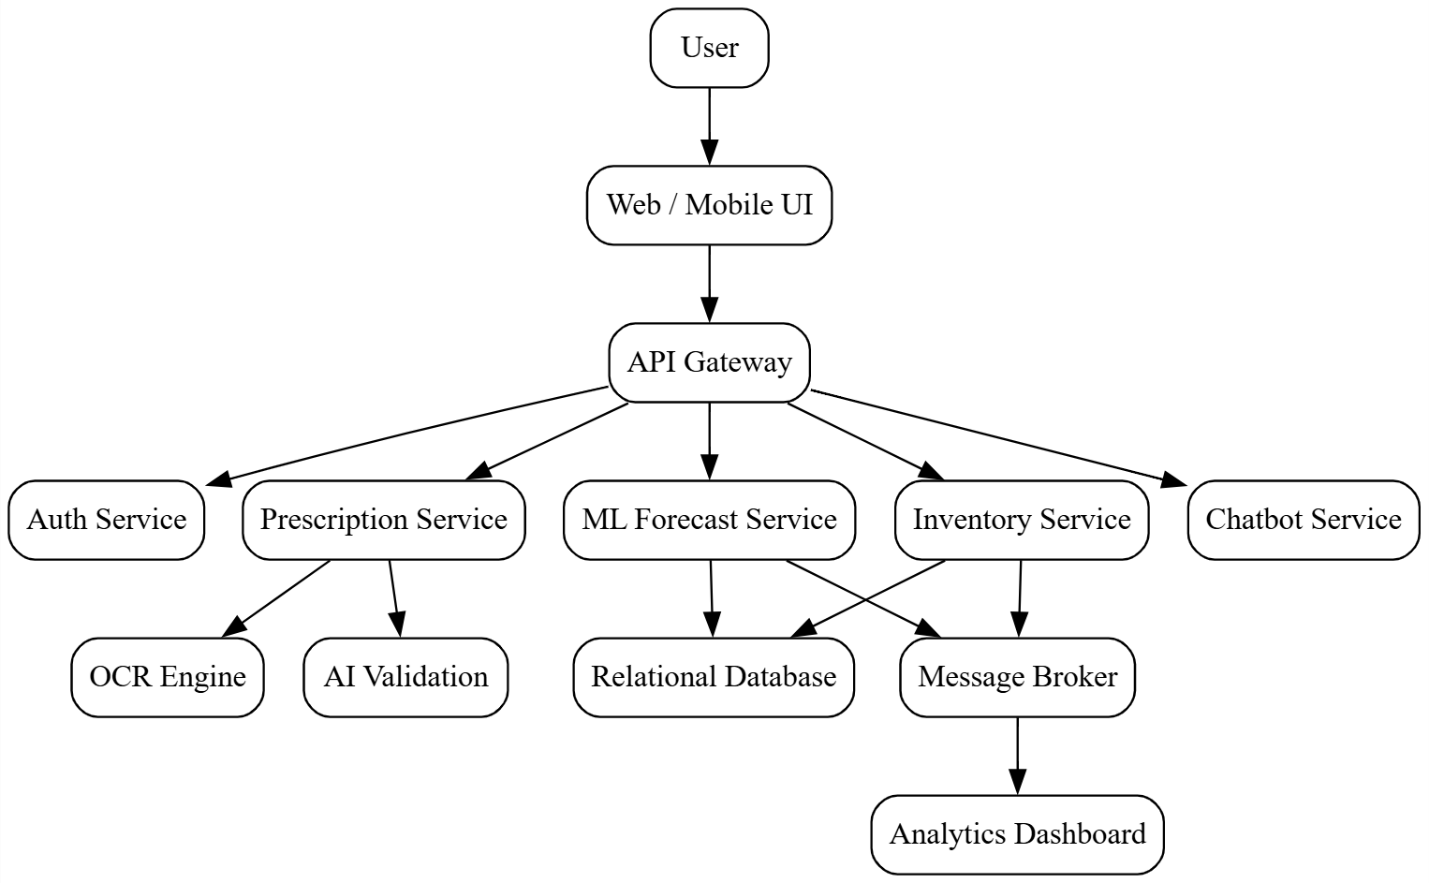 User
Web / Mobile UI
API Gateway
Auth Service
Prescription Service
ML Forecast Service
Inventory Service
Chatbot Service
OCR Engine
AI Validation
Relational Database
Message Broker
Analytics Dashboard